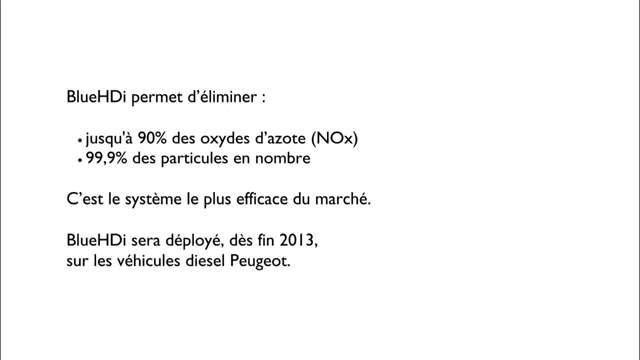 BlueHDi permet d’éliminer :
• jusqu'à 90% des oxydes d’azote (NOx)
• 99,9% des particules en nombre
C’est le système le plus efficace du marché.
BlueHDi sera déployé, dès fin 2013,
sur les véhicules diesel Peugeot.